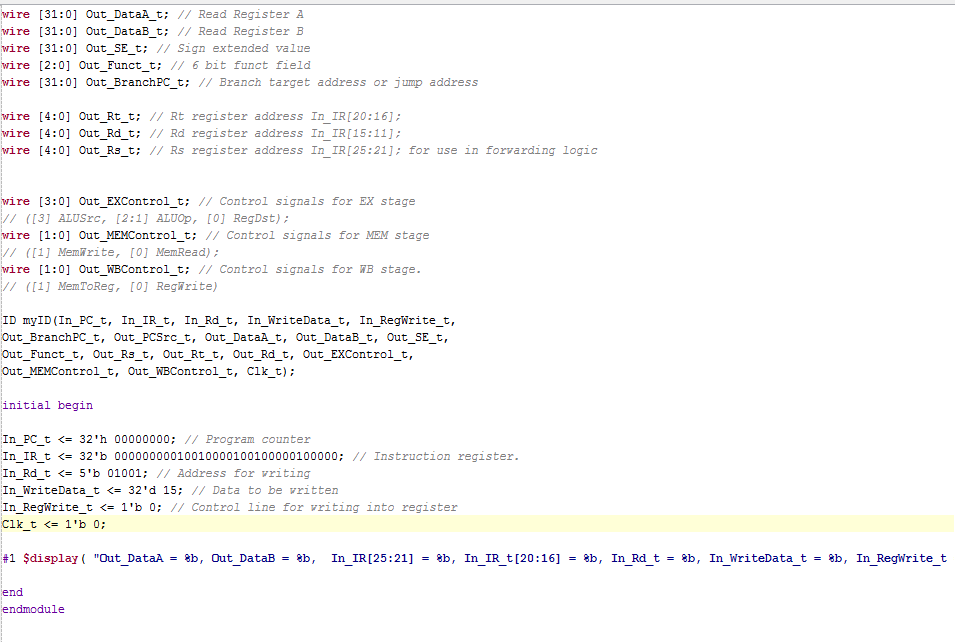 wire [31:0] Out_DataA_t; // Read Register A
wire [31:0] Out_DataB_t; // Read Register B
wire [31:0] Out_SE_t; // Sign extended value
wire [2:0] Out_Funct_t; // 6 bit funct field
wire [31:0] Out_BranchPC_t; // Branch target address or jump address
wire [4:0] Out_Rt_t; // Rt register address In_IR[20:16];
wire [4:0] Out_Rd_t; // Rd register address In_IR[15:11];
wire [4:0] Out_Rs_t; // Rs register address In_IR[25:21]; for use in forwarding logic
wire [3:0] Out_EXControl_t; // Control signals for EX stage
// ([3] ALUSrc, [2:1] ALUOp, [0] RegDst);
wire [1:0] Out_MEMControl_t; // Control signals for MEM stage
// ([1] MemWrite, [0] MemRead);
wire [1:0] Out_WBControl_t; // Control signals for WB stage.
// ([1] MemToReg, [0] RegWrite)
ID myID(In_PC_t, In_IR_t, In_Rd_t, In_WriteData_t, In_RegWrite_t,
Out_BranchPC_t, Out_PCSrc_t, Out_DataA_t, Out_DataB_t, Out_SE_t,
Out_Funct_t, Out_Rs_t, Out_Rt_t, Out_Rd_t, Out_EXControl_t,
Out_MEMControl_t, Out_WBControl_t, Clk_t);
initial begin
In_PC_t <= 32'h 00000000; // Program counter
In_IR_t <= 32'b 00000000010010000100100000100000; // Instruction register.
In_Rd_t <= 5'b 01001; // Address for writing
In_WriteData_t <= 32'd 15; // Data to be written
In_RegWrite_t <= 1'b 0; // Control line for writing into register
Clk_t <= 1'b 0;
#1 $display( "Out_DataA = %b, Out_DataB = %b,  In_IR[25:21] = %b, In_IR_t[20:16] = %b, In_Rd_t = %b, In_WriteData_t = %b, In_RegWrite_t
end
endmodule